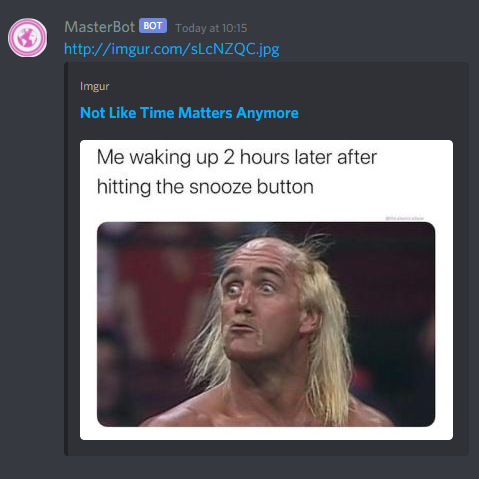 MasterBot BOT Today at 10:15
http://imgur.com/sLcNZQC.jpg
Imgur
Not Like Time Matters Anymore
Me waking up 2 hours later after
hitting the snooze button